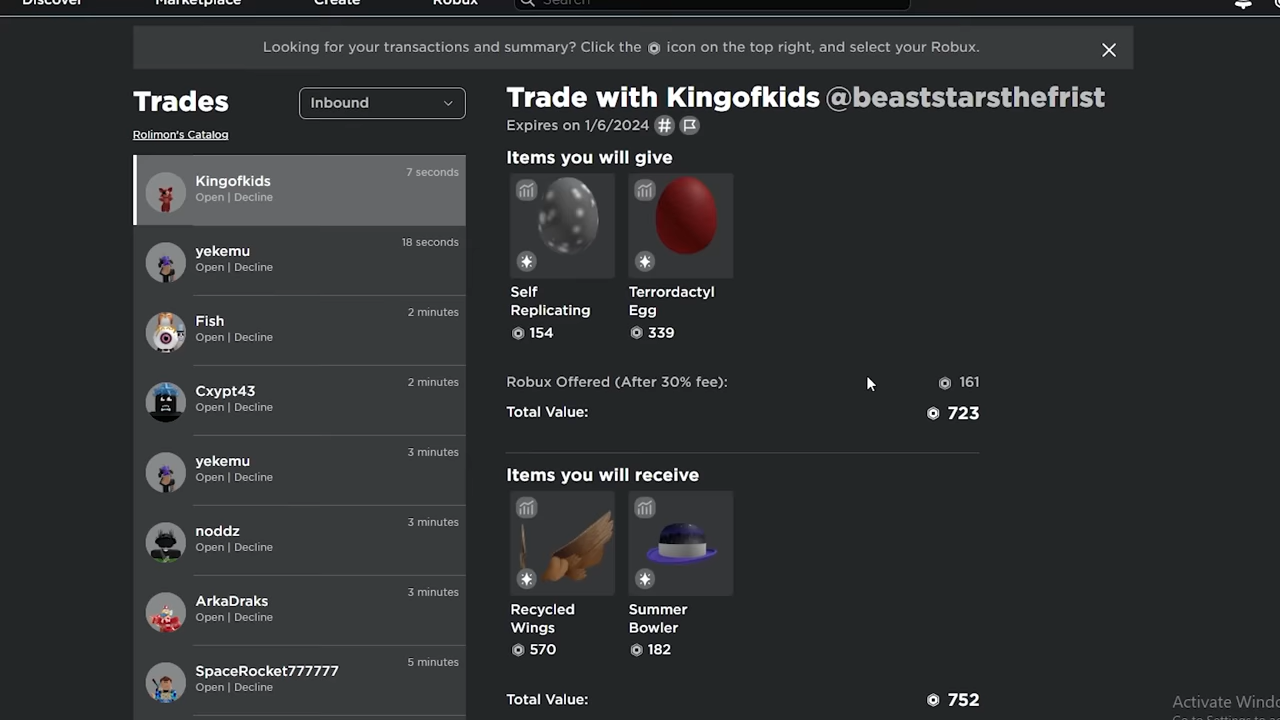 Discover
Marketplace
Create
Robux
Search
Looking for your transactions and summary? Click the icon on the top right, and select your Robux.
Trades
Inbound
Rolimon's Catalog
Kingofkids
7 seconds
Open | Decline
yekemu
18 seconds
Open | Decline
Fish
2 minutes
Open | Decline
Cxypt43
2 minutes
Open | Decline
yekemu
3 minutes
Open | Decline
noddz
3 minutes
Open | Decline
ArkaDraks
3 minutes
Open | Decline
SpaceRocket777777
5 minutes
Open | Decline
Trade with Kingofkids @beaststarsthefrist
Expires on 1/6/2024 #
Items you will give
Self
Replicating
154
Terrordactyl
Egg
339
Robux Offered (After 30% fee): 161
Total Value: 723
Items you will receive
Recycled
Wings
570
Summer
Bowler
182
Total Value: 752
Activate Windo